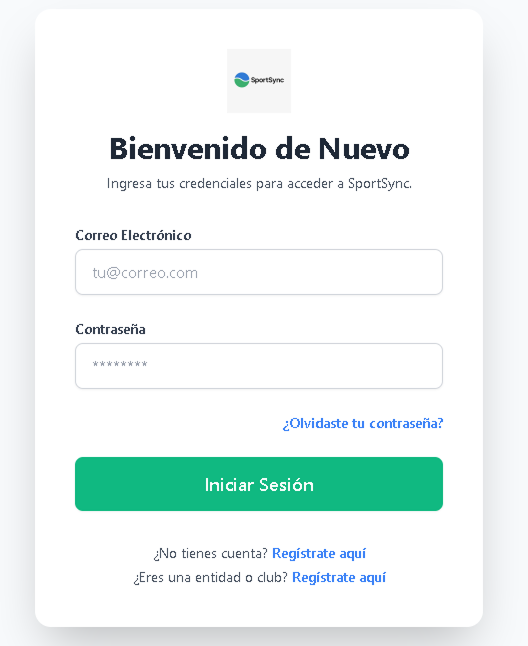 SportSync
Bienvenido de Nuevo
Ingresa tus credenciales para acceder a SportSync.
Correo Electrónico
tu@correo.com
Contraseña
********
¿Olvidaste tu contraseña?
Iniciar Sesión
¿No tienes cuenta? Regístrate aquí
¿Eres una entidad o club? Regístrate aquí